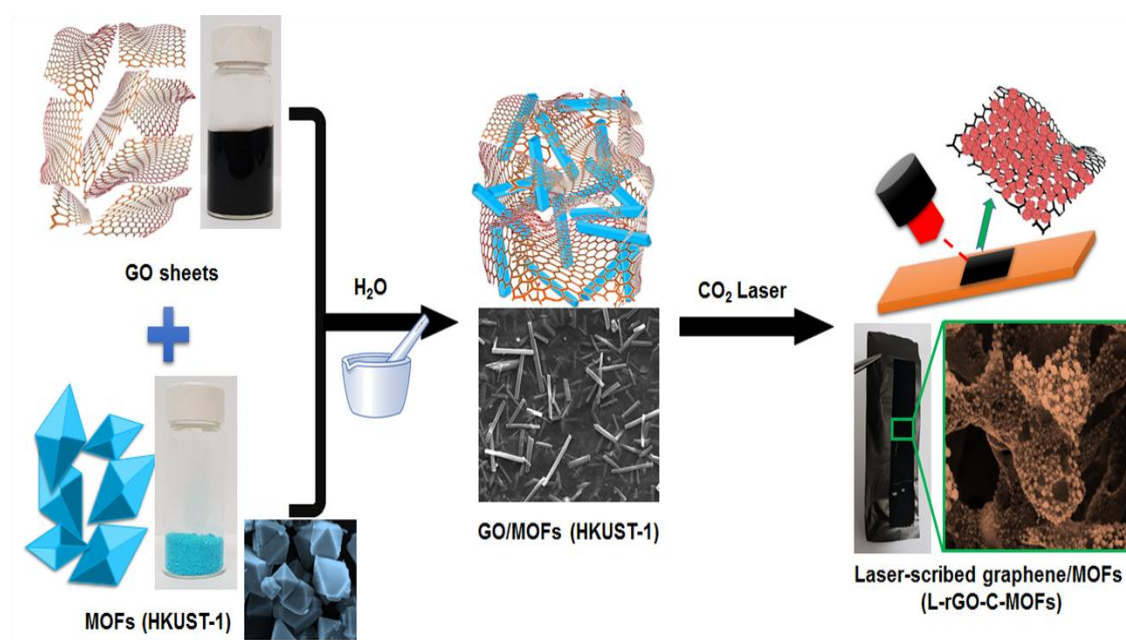 GO sheets
MOFs (HKUST-1)
H₂O
GO/MOFs (HKUST-1)
CO₂ Laser
Laser-scribed graphene/MOFs
(L-rGO-C-MOFs)